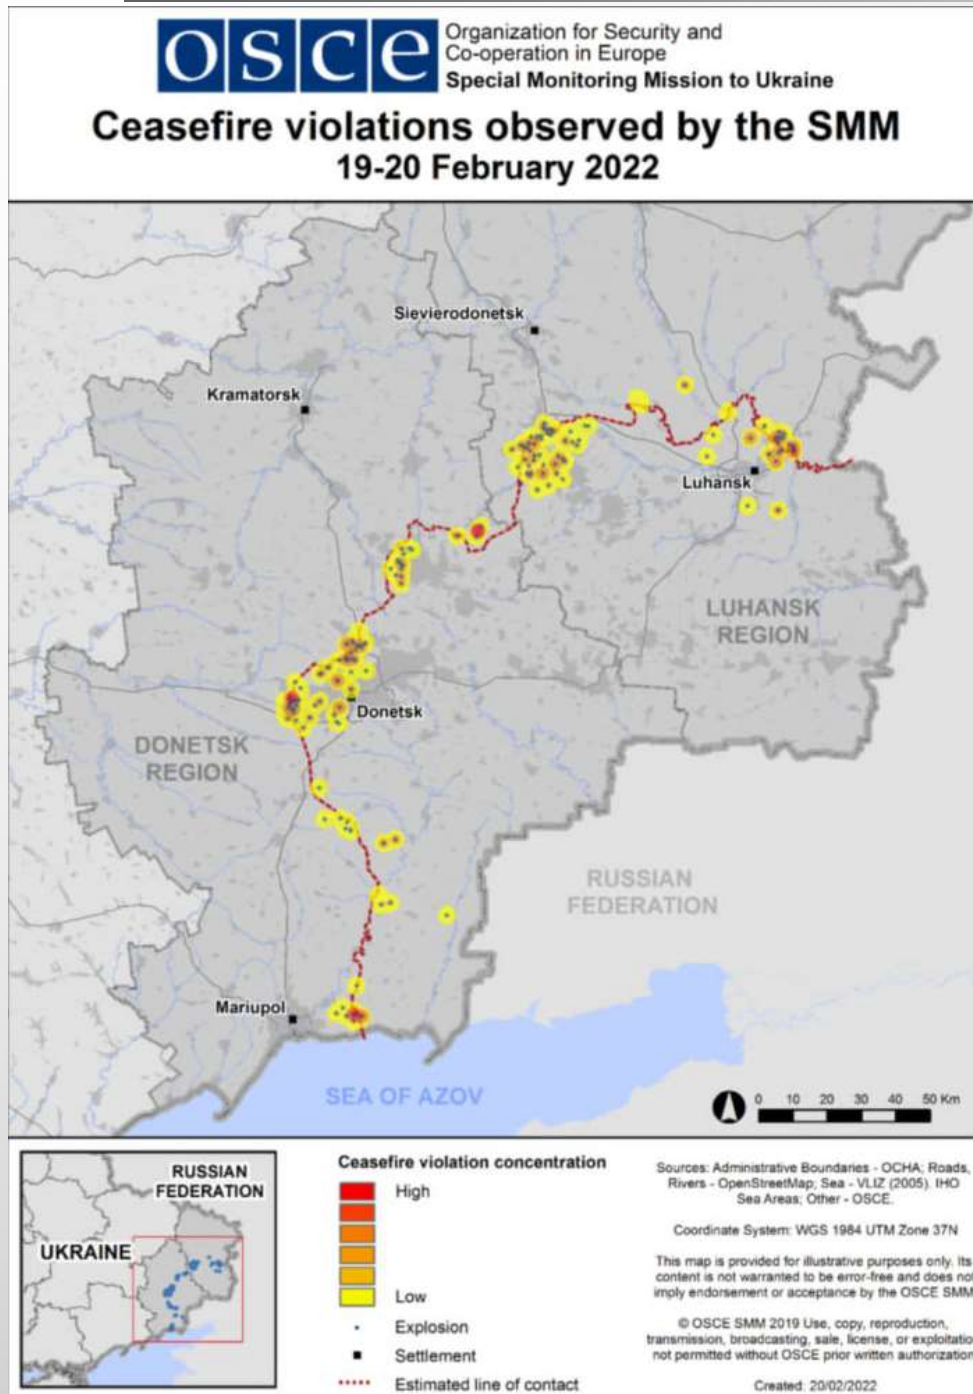 osce
Organization for Security and
Co-operation in Europe
Special Monitoring Mission to Ukraine
Ceasefire violations observed by the SMM
19-20 February 2022
Sievierodonetsk
Kramatorsk
Luhansk
LUHANSK
REGION
Donetsk
DONETSK
REGION
RUSSIAN
FEDERATION
Mariupol
SEA OF AZOV
0 10 20 30 40 50 Km
RUSSIAN
FEDERATION
UKRAINE
Ceasefire violation concentration
High
Low
Explosion
Settlement
Estimated line of contact
Sources: Administrative Boundaries - OCHA; Roads,
Rivers - OpenStreetMap; Sea - VLIZ (2005). IHO
Sea Areas; Other - OSCE.
Coordinate System: WGS 1984 UTM Zone 37N
This map is provided for illustrative purposes only. Its
content is not warranted to be error-free and does not
imply endorsement or acceptance by the OSCE SMM
© OSCE SMM 2019 Use, copy, reproduction,
transmission, broadcasting, sale, license, or exploitation
not permitted without OSCE prior written authorization
Created: 20/02/2022